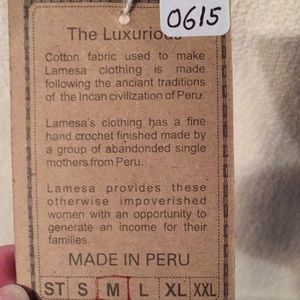 0615
The Luxurious
Cotton fabric used to make
Lamesa clothing is made
following the anciant traditions
of the Incan civilization of Peru.
Lamesa's clothing has a fine
hand crochet finished made by
a group of abandonded single
mothers from Peru.
Lamesa provides these
otherwise impoverished
women with an opportunity to
generate an income for their
families.
MADE IN PERU
ST S M L XL XXL